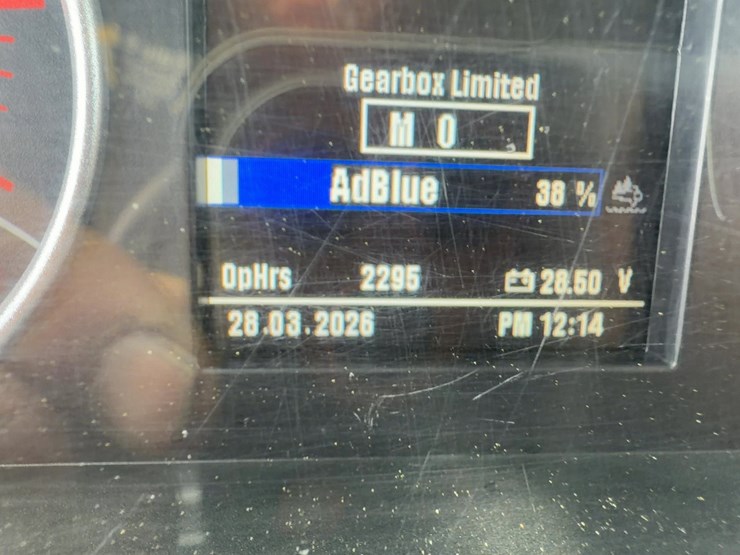 Gearbox Limited
M 0
AdBlue 38 %
OpHrs 2295 28.50 V
28.03.2026 PM 12:14